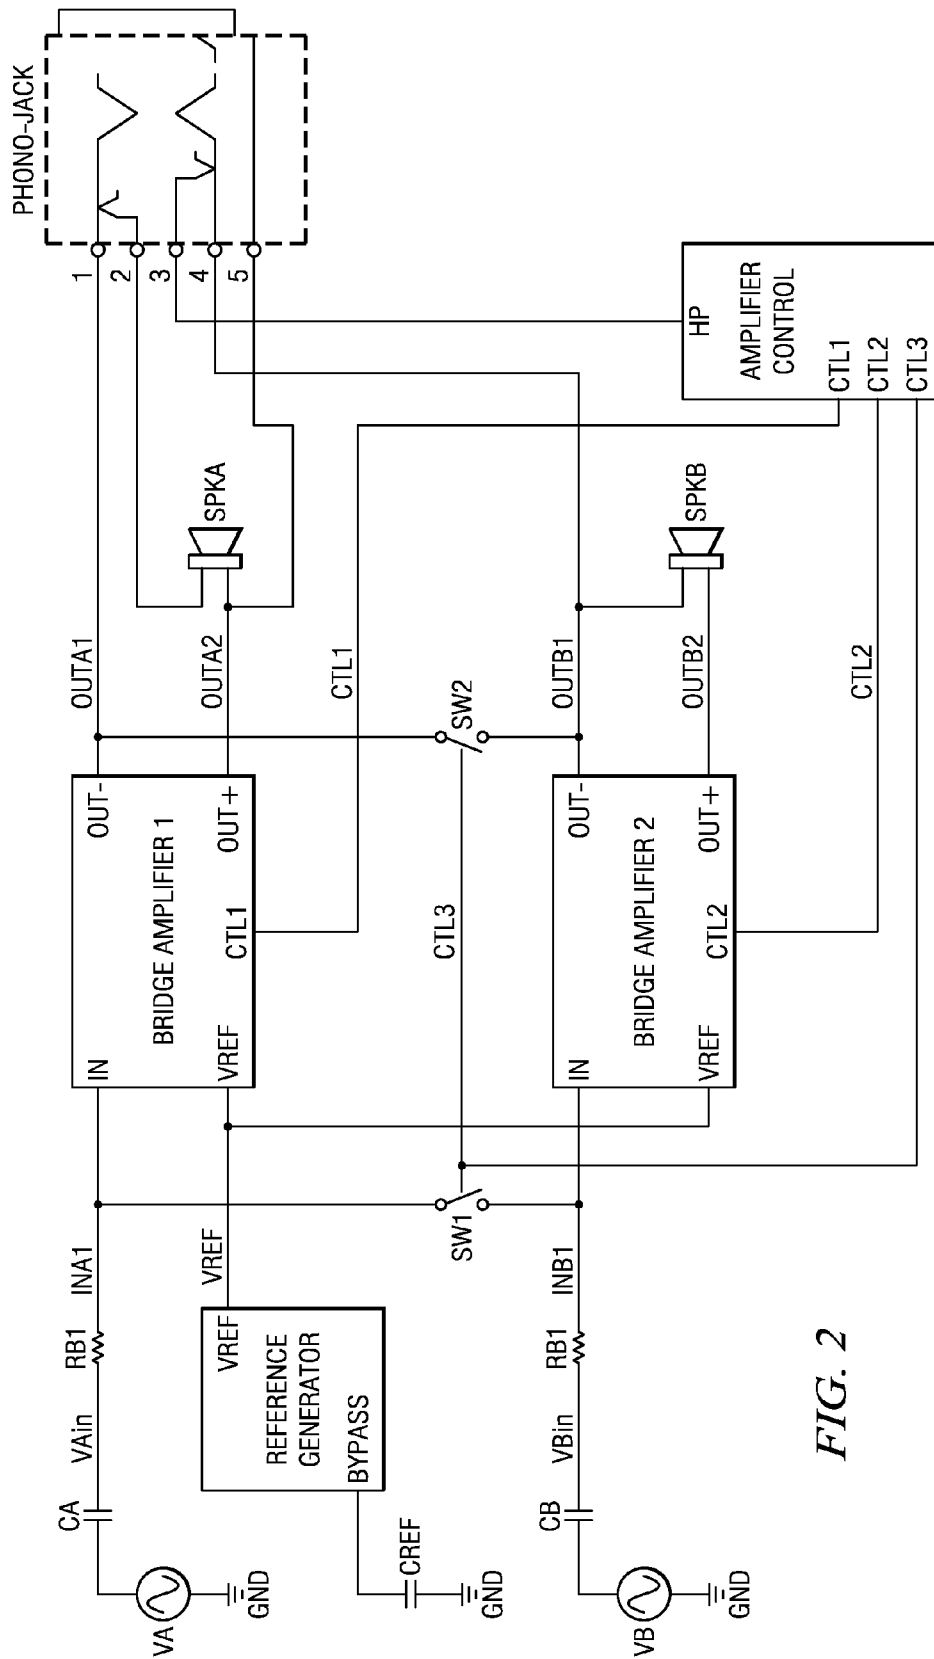 PHONO-JACK
1
2
3
4
5
HP
AMPLIFIER
CONTROL
CTL1
CTL2
CTL3
SPKA
SPKB
OUTA1
OUTA2
CTL1
SW2
OUTB1
OUTB2
CTL2
OUT-
OUT+
BRIDGE AMPLIFIER 1
CTL1
IN
VREF
CTL3
OUT-
OUT+
BRIDGE AMPLIFIER 2
CTL2
IN
VREF
SW1
INA1
VREF
INB1
RB1
RB1
VREF
REFERENCE
GENERATOR
BYPASS
VAin
VBin
CA
CREF
CB
VA
GND
GND
VB
GND
FIG. 2